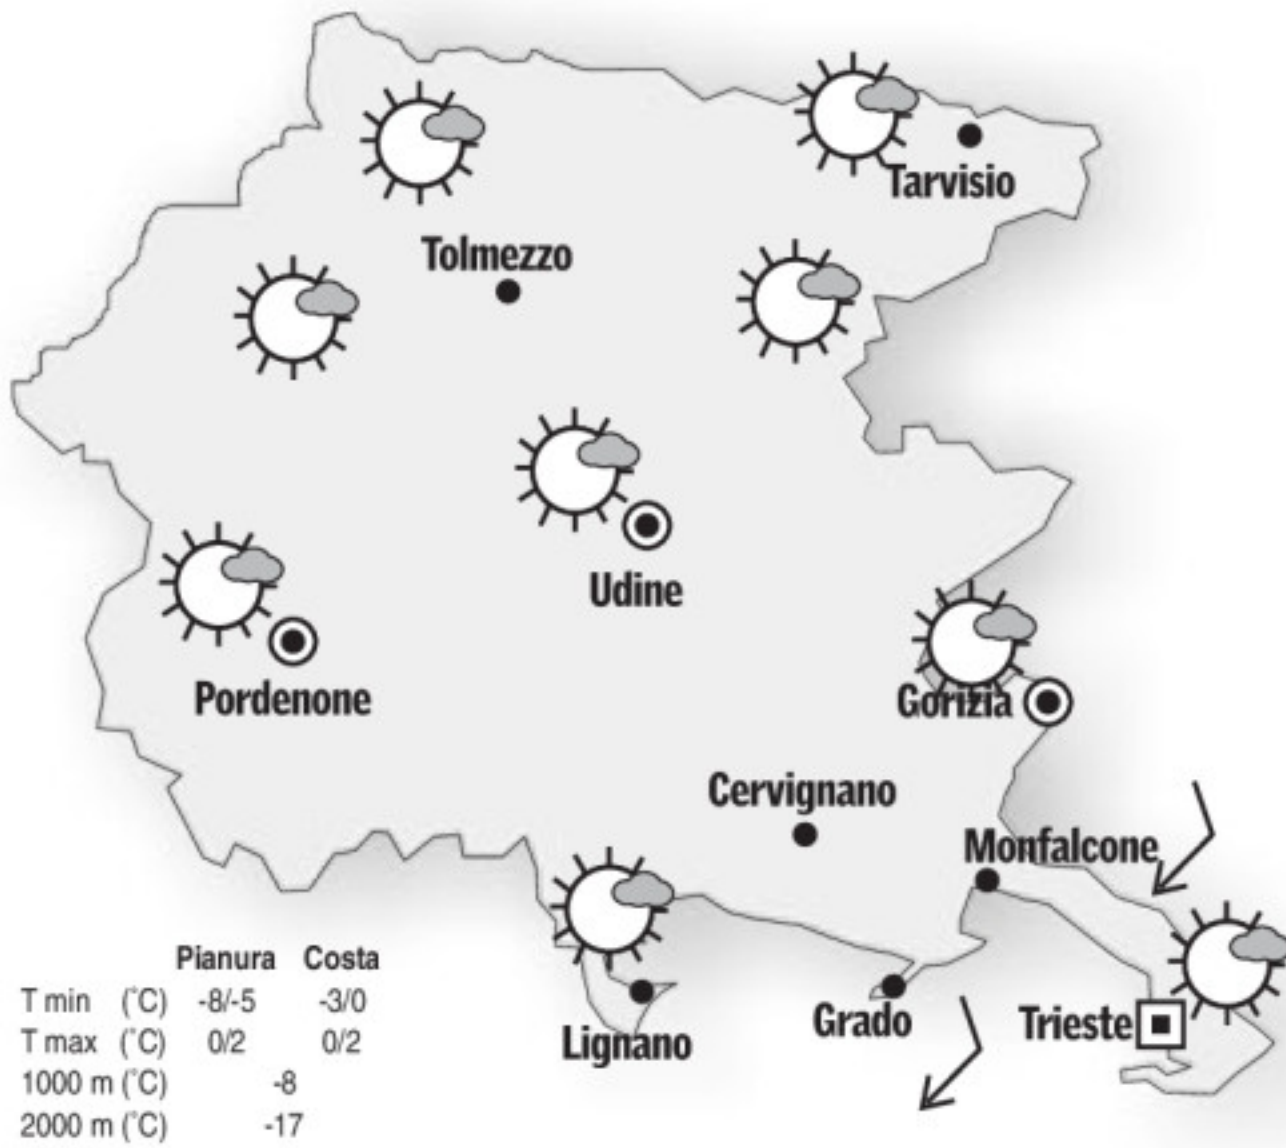 Tarvisio
Tolmezzo
Udine
Pordenone
Gorizia
Cervignano
Monfalcone
Grado
Trieste
Lignano
Pianura Costa
T min (°C) -8/-5 -3/0
T max (°C) 0/2 0/2
1000 m (°C) -8
2000 m (°C) -17